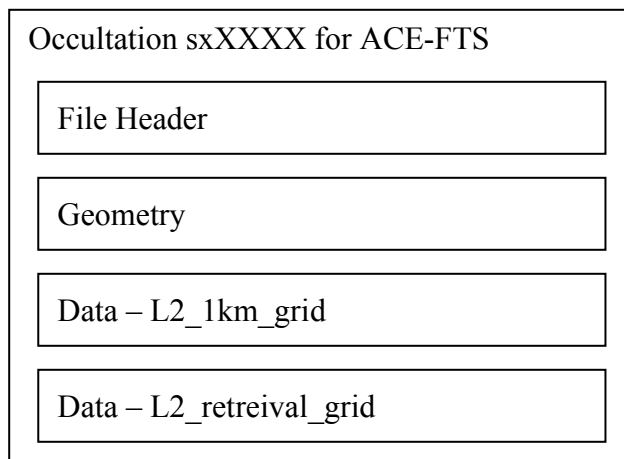 Occultation sxXXXX for ACE-FTS
File Header
Geometry
Data – L2_1km_grid
Data – L2_retreival_grid